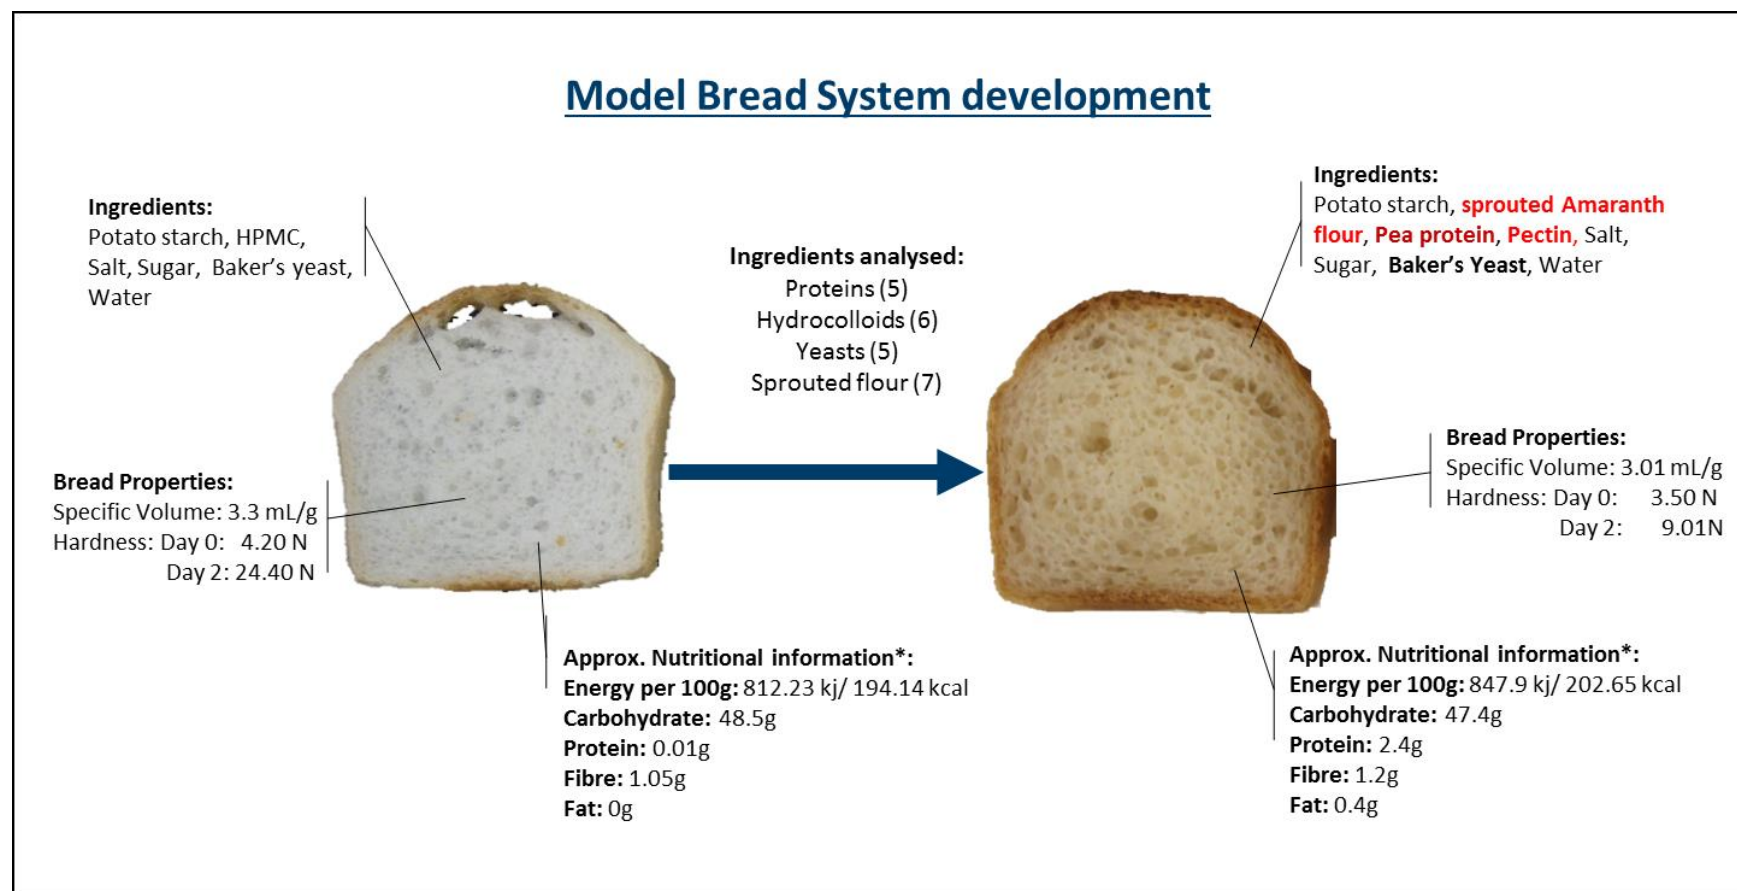 Model Bread System development
Ingredients:
Potato starch, HPMC,
Salt, Sugar, Baker's yeast,
Water
Bread Properties:
Specific Volume: 3.3 mL/g
Hardness: Day 0: 4.20 N
Day 2: 24.40 N
Approx. Nutritional information*:
Energy per 100g: 812.23 kj/ 194.14 kcal
Carbohydrate: 48.5g
Protein: 0.01g
Fibre: 1.05g
Fat: 0g
Ingredients analysed:
Proteins (5)
Hydrocolloids (6)
Yeasts (5)
Sprouted flour (7)
Ingredients:
Potato starch, sprouted Amaranth
flour, Pea protein, Pectin, Salt,
Sugar, Baker's Yeast, Water
Bread Properties:
Specific Volume: 3.01 mL/g
Hardness: Day 0: 3.50 N
Day 2: 9.01N
Approx. Nutritional information*:
Energy per 100g: 847.9 kj/ 202.65 kcal
Carbohydrate: 47.4g
Protein: 2.4g
Fibre: 1.2g
Fat: 0.4g